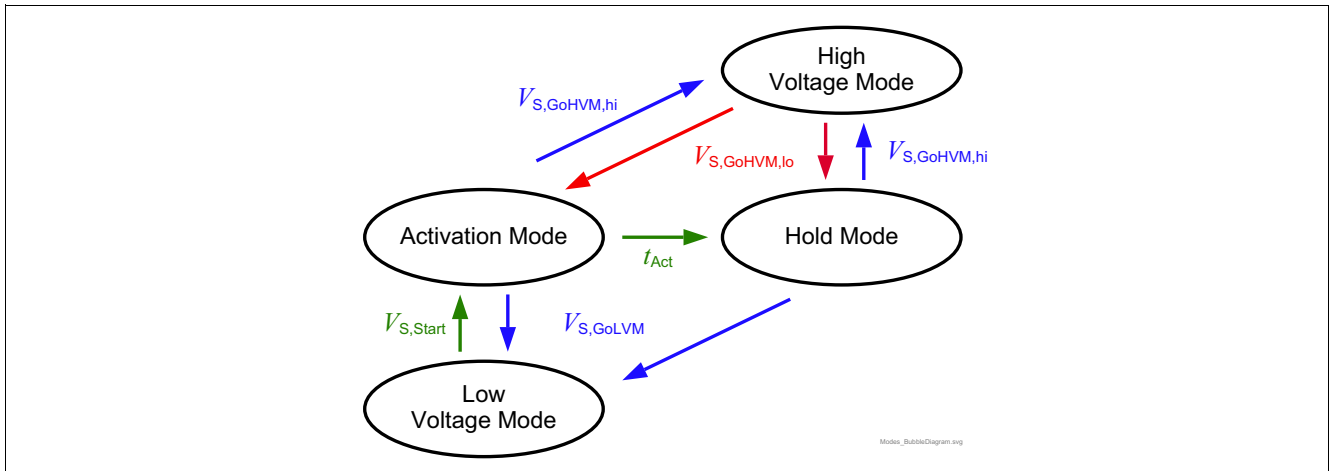 High
Voltage Mode
VS,GoHVM,hi
VS,GoHVM,lo
VS,GoHVM,hi
Activation Mode
Hold Mode
tAct
VS,Start
VS,GoLVM
Low
Voltage Mode
Modes_BubbleDiagram.svg